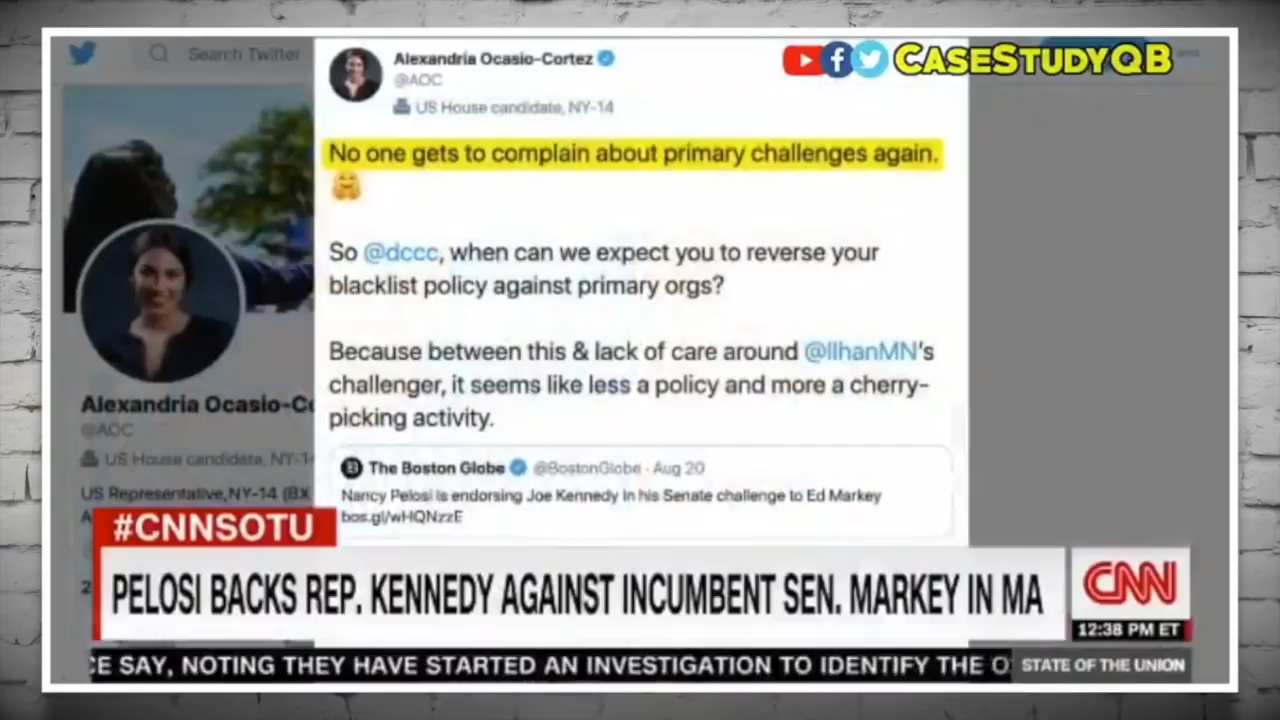 Search Twitter
CASESTUDYQB
Alexandria Ocasio-Cortez
@AOC
US House candidate, NY-14
No one gets to complain about primary challenges again.
🤗
So @dccc, when can we expect you to reverse your
blacklist policy against primary orgs?
Because between this & lack of care around @IlhanMN's
challenger, it seems like less a policy and more a cherry-
picking activity.
The Boston Globe @BostonGlobe · Aug 20
Nancy Pelosi is endorsing Joe Kennedy in his Senate challenge to Ed Markey
bos.gl/wHQNzzE
Alexandria Ocasio-Co
@AOC
US House candidate, NY-1
US Representative,NY-14 (BX
#CNNSOTU
PELOSI BACKS REP. KENNEDY AGAINST INCUMBENT SEN. MARKEY IN MA
CNN
12:38 PM ET
CE SAY, NOTING THEY HAVE STARTED AN INVESTIGATION TO IDENTIFY THE O
STATE OF THE UNION